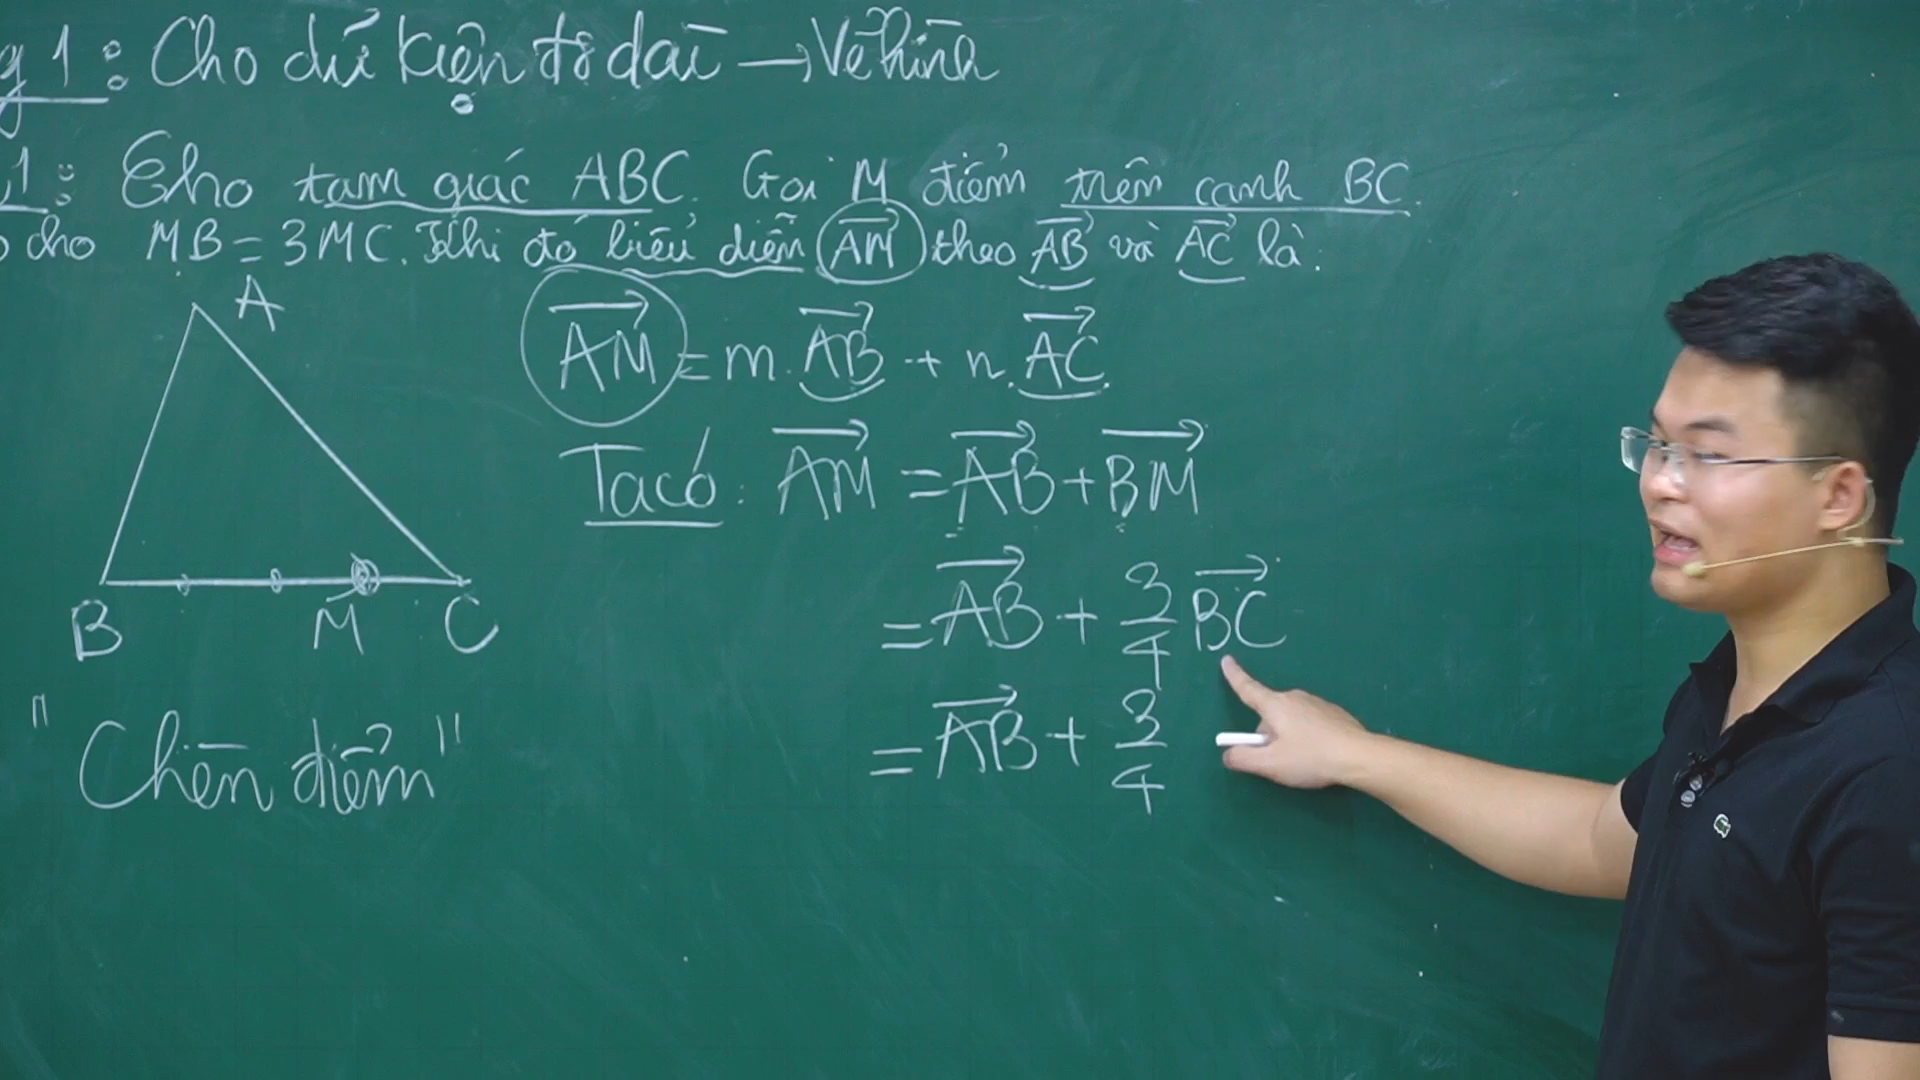 g 1: Cho dữ kiện độ dài → Vẽ hình
1: Cho tam giác ABC. Gọi M điểm trên cạnh BC.
cho MB = 3MC. Khi đó biểu diễn AM theo AB và AC là:
A
AM = m.AB + n.AC.
Ta có: AM = AB + BM
= AB + 3/4 BC
B M C
= AB + 3/4
"Chèn điểm"